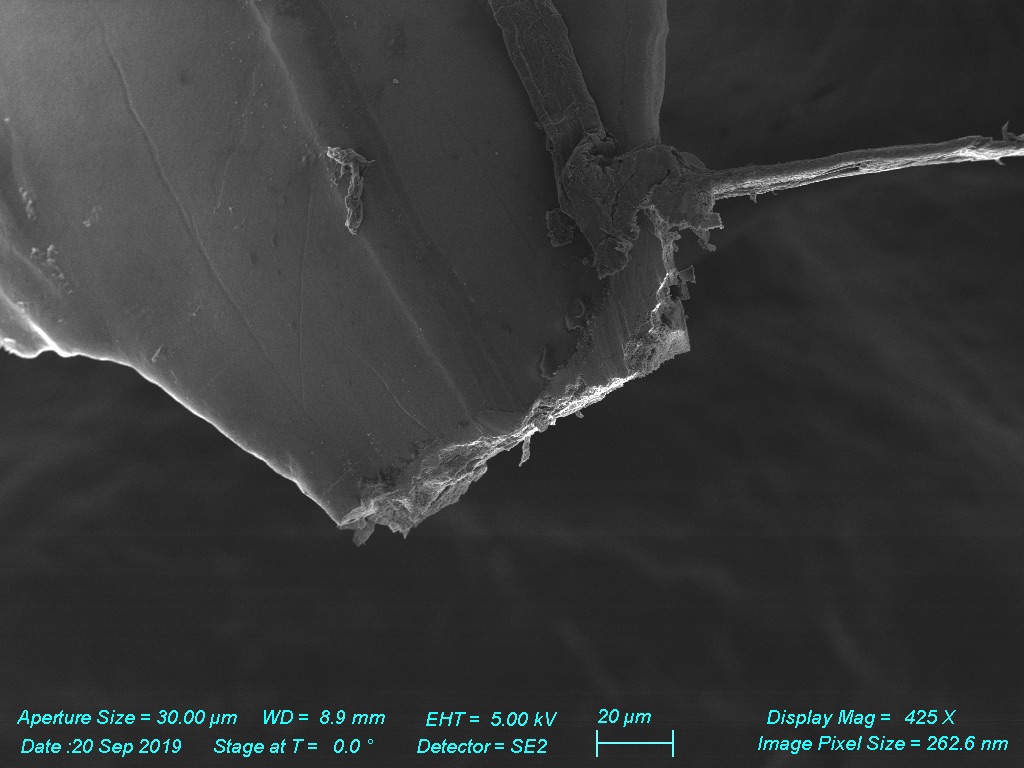 Aperture Size = 30.00 µm WD = 8.9 mm EHT = 5.00 kV 20 µm Display Mag = 425 X
Date :20 Sep 2019 Stage at T = 0.0 ° Detector = SE2 Image Pixel Size = 262.6 nm